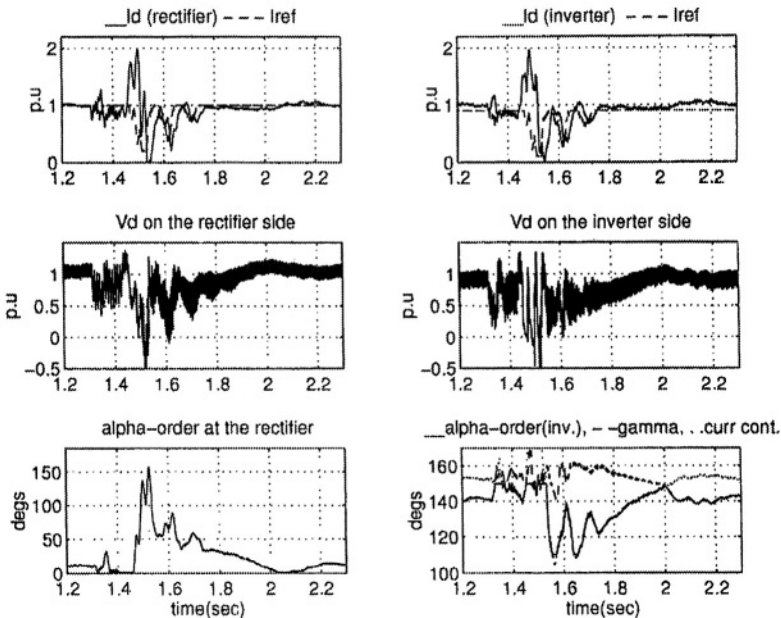 __Id (rectifier) −−− Iref
p.u
2
1
0
1.2 1.4 1.6 1.8 2 2.2
.......Id (inverter) −−− Iref
p.u
2
1
0
1.2 1.4 1.6 1.8 2 2.2
Vd on the rectifier side
p.u
1
0.5
0
−0.5
1.2 1.4 1.6 1.8 2 2.2
Vd on the inverter side
p.u
1
0.5
0
−0.5
1.2 1.4 1.6 1.8 2 2.2
alpha−order at the rectifier
degs
150
100
50
0
1.2 1.4 1.6 1.8 2 2.2
time(sec)
__alpha−order(inv.), −−gamma, ..curr cont.
degs
160
140
120
100
1.2 1.4 1.6 1.8 2 2.2
time(sec)